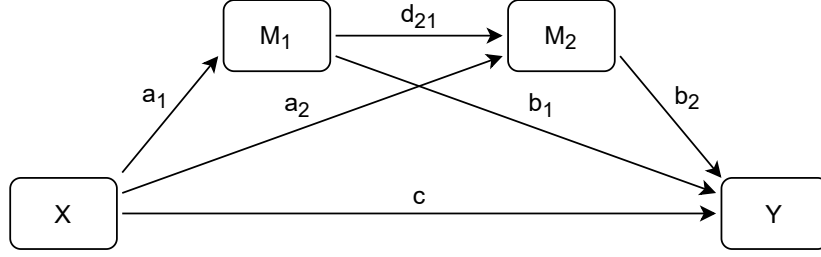 M₁ d₂₁ M₂
a₁ a₂ b₁ b₂
X c Y